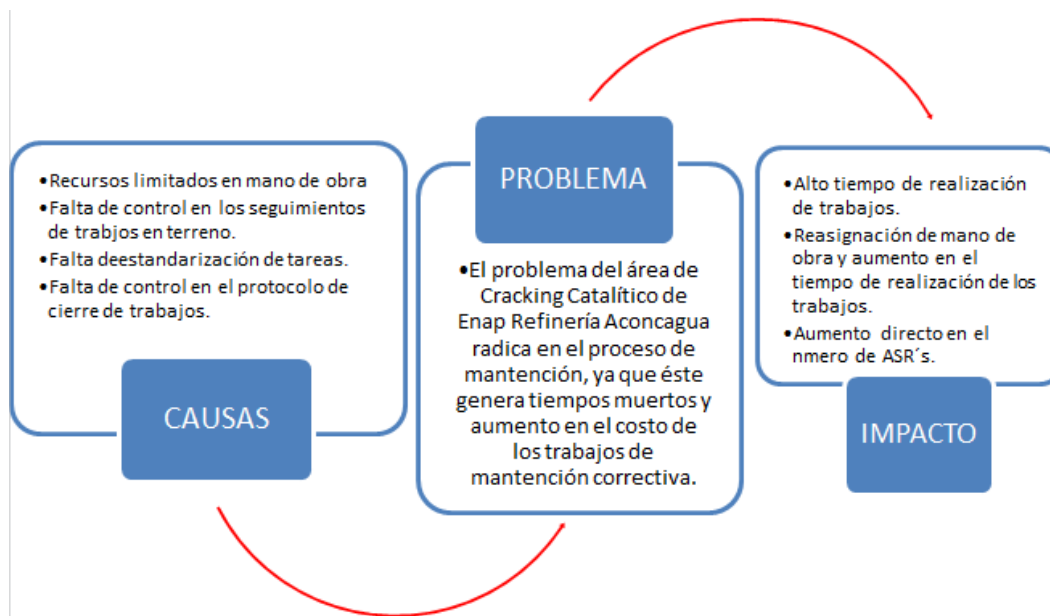 •Recursos limitados en mano de obra
•Falta de control en los seguimientos
de trabjos en terreno.
•Falta deestandarización de tareas.
•Falta de control en el protocolo de
cierre de trabajos.
CAUSAS
PROBLEMA
•El problema del área de
Cracking Catalítico de
Enap Refinería Aconcagua
radica en el proceso de
mantención, ya que éste
genera tiempos muertos y
aumento en el costo de
los trabajos de
mantención correctiva.
•Alto tiempo de realización
de trabajos.
•Reasignación de mano de
obra y aumento en el
tiempo de realización de los
trabajos.
•Aumento directo en el
nmero de ASR´s.
IMPACTO